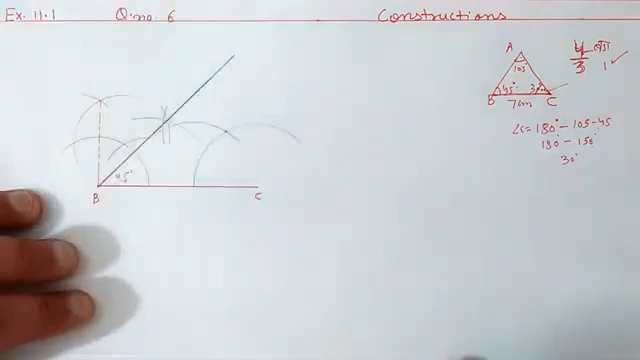 Ex. 11.1 Q.no. 6 Constructions
A
105°
45° 30°
B 7cm C
4
3 1 ✓
∠C = 180° - 105 - 45
180 - 150°
30°
45°
B C